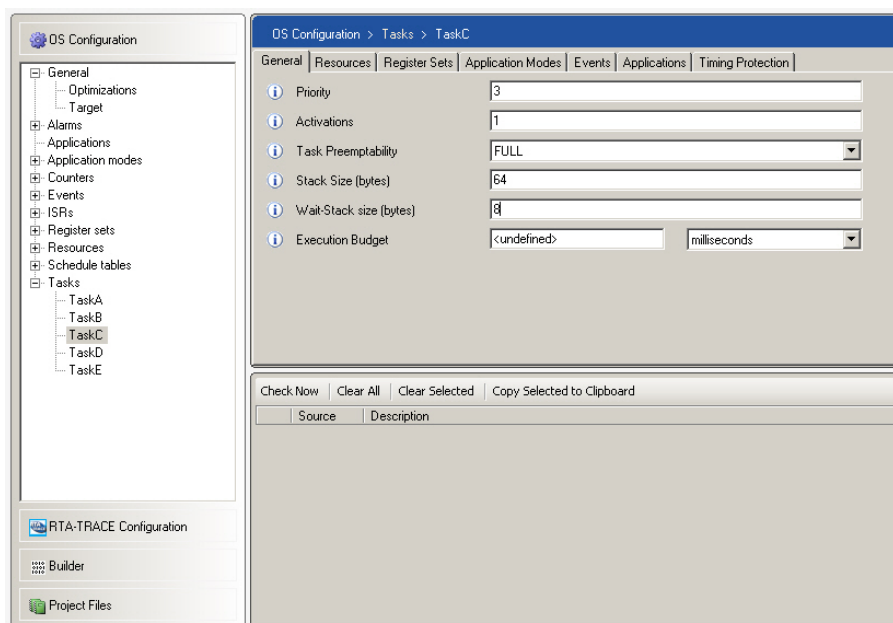 OS Configuration
General
Optimizations
Target
Alarms
Applications
Application modes
Counters
Events
ISRs
Register sets
Resources
Schedule tables
Tasks
TaskA
TaskB
TaskC
TaskD
TaskE
RTA-TRACE Configuration
Builder
Project Files
OS Configuration > Tasks > TaskC
General Resources Register Sets Application Modes Events Applications Timing Protection
Priority 3
Activations 1
Task Preemptability FULL
Stack Size (bytes) 64
Wait-Stack size (bytes) 8
Execution Budget <undefined> milliseconds
Check Now Clear All Clear Selected Copy Selected to Clipboard
Source Description